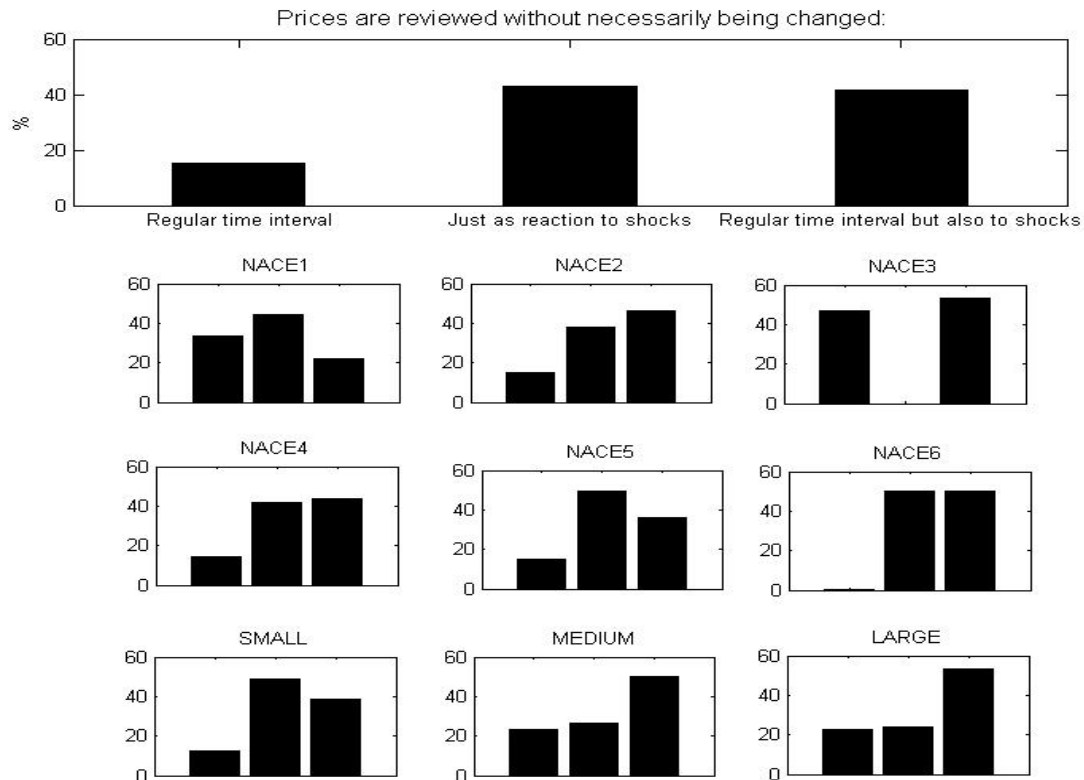 Prices are reviewed without necessarily being changed:
60
40
20
0
%
Regular time interval Just as reaction to shocks Regular time interval but also to shocks
NACE1 NACE2 NACE3
60 60 60
40 40 40
20 20 20
0 0 0
NACE4 NACE5 NACE6
60 60 60
40 40 40
20 20 20
0 0 0
SMALL MEDIUM LARGE
60 60 60
40 40 40
20 20 20
0 0 0